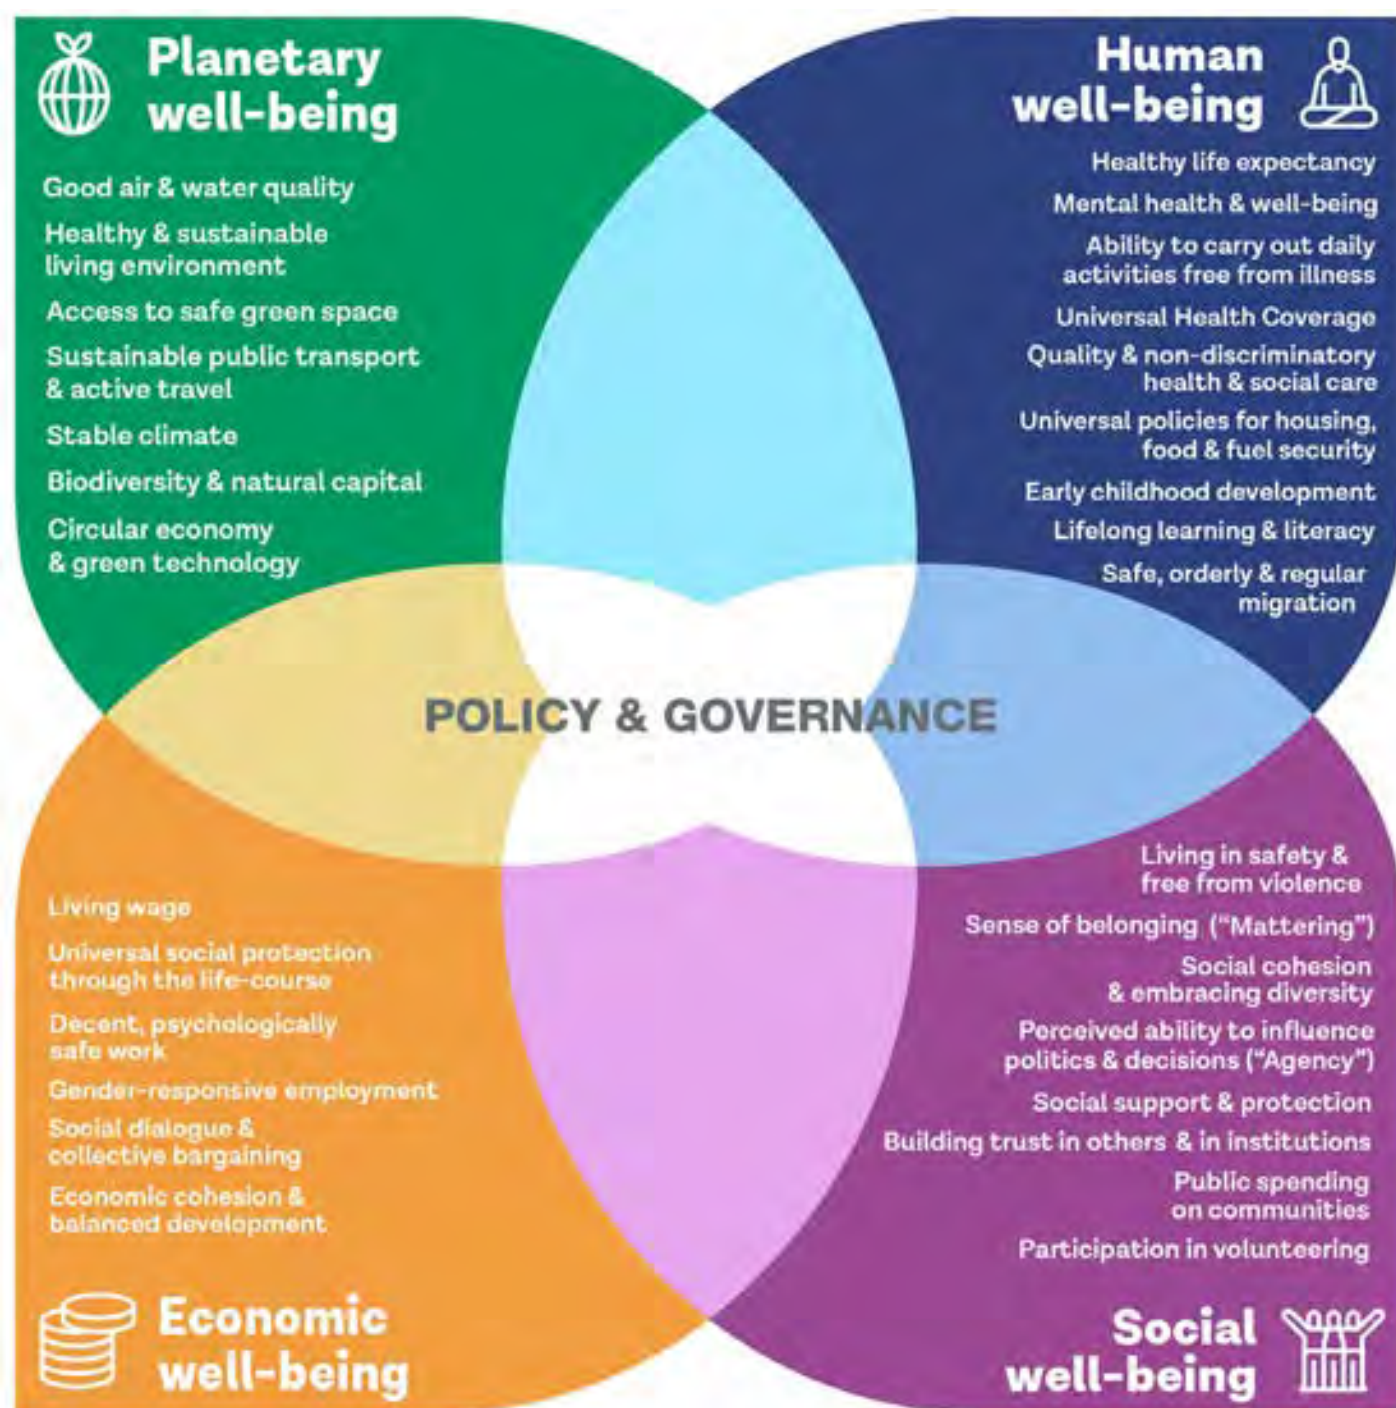 Planetary
well-being
Good air & water quality
Healthy & sustainable
living environment
Access to safe green space
Sustainable public transport
& active travel
Stable climate
Biodiversity & natural capital
Circular economy
& green technology
Human
well-being
Healthy life expectancy
Mental health & well-being
Ability to carry out daily
activities free from illness
Universal Health Coverage
Quality & non-discriminatory
health & social care
Universal policies for housing,
food & fuel security
Early childhood development
Lifelong learning & literacy
Safe, orderly & regular
migration
POLICY & GOVERNANCE
Living wage
Universal social protection
through the life-course
Decent, psychologically
safe work
Gender-responsive employment
Social dialogue &
collective bargaining
Economic cohesion &
balanced development
Economic
well-being
Living in safety &
free from violence
Sense of belonging (“Mattering”)
Social cohesion
& embracing diversity
Perceived ability to influence
politics & decisions (“Agency”)
Social support & protection
Building trust in others & in institutions
Public spending
on communities
Participation in volunteering
Social
well-being